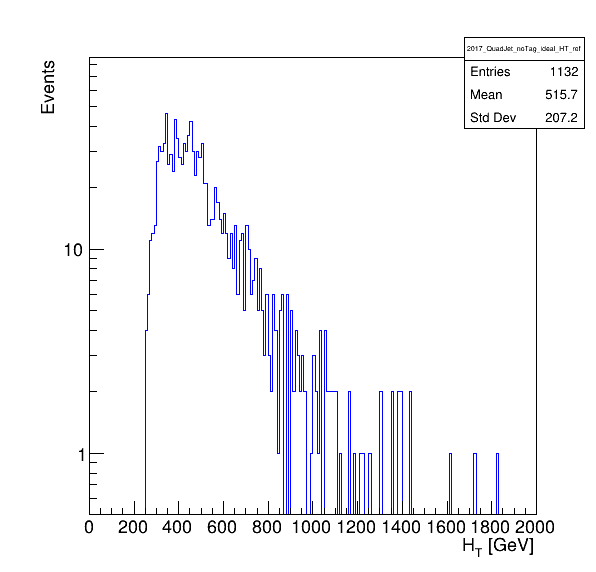 2017_QuadJet_noTag_ideal_HT_ref
Entries 1132
Mean 515.7
Std Dev 207.2
Events
10
1
0 200 400 600 800 1000 1200 1400 1600 1800 2000
H_T [GeV]